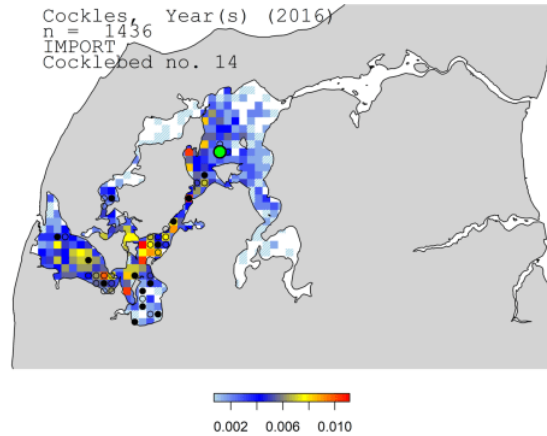 Cockles, Year(s) (2016)
n = 1436
IMPORT
Cocklebed no. 14
0.002 0.006 0.010